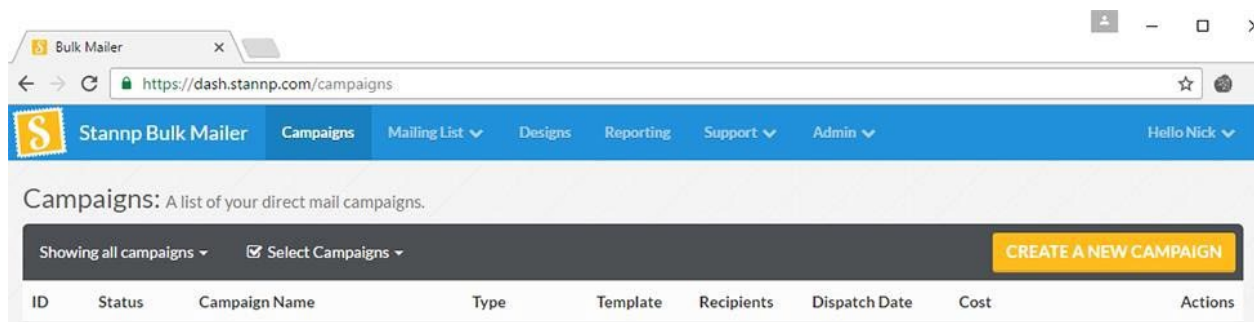 Bulk Mailer
https://dash.stannp.com/campaigns
S Stannp Bulk Mailer Campaigns Mailing List Designs Reporting Support Admin Hello Nick
Campaigns: A list of your direct mail campaigns.
Showing all campaigns Select Campaigns CREATE A NEW CAMPAIGN
ID Status Campaign Name Type Template Recipients Dispatch Date Cost Actions